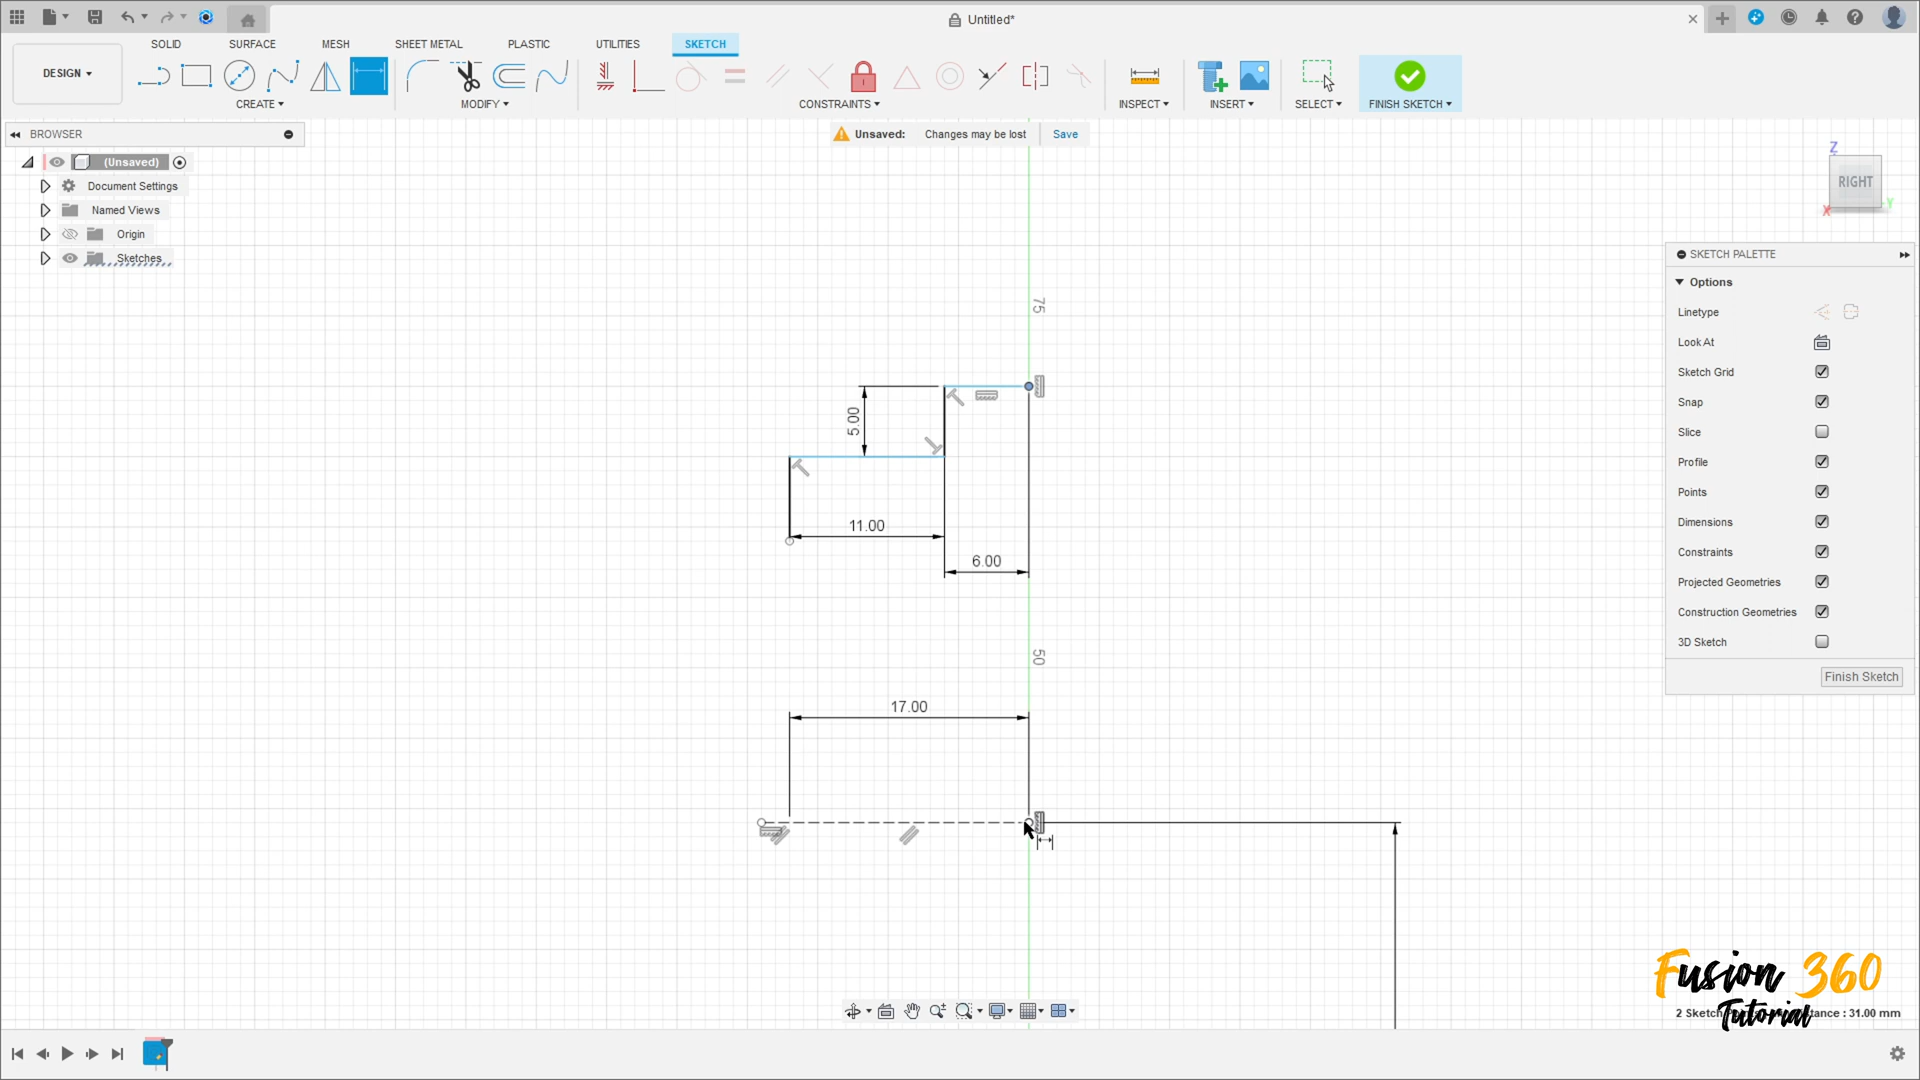 Untitled*
SOLID
SURFACE
MESH
SHEET METAL
PLASTIC
UTILITIES
SKETCH
DESIGN
CREATE
MODIFY
CONSTRAINTS
INSPECT
INSERT
SELECT
FINISH SKETCH
BROWSER
Unsaved: Changes may be lost Save
(Unsaved)
Document Settings
Named Views
Origin
Sketches
Z
RIGHT
X
Y
SKETCH PALETTE
Options
Linetype
Look At
Sketch Grid
Snap
Slice
Profile
Points
Dimensions
Constraints
Projected Geometries
Construction Geometries
3D Sketch
Finish Sketch
75
5.00
11.00
6.00
50
17.00
Fusion 360
Tutorial
2 Sketch : 31.00 mm